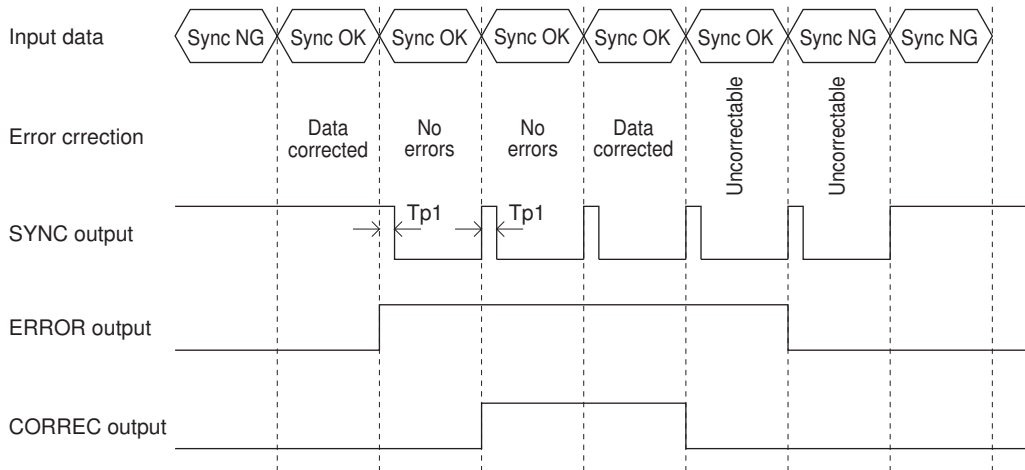 Input data
Sync NG
Sync OK
Sync OK
Sync OK
Sync OK
Sync OK
Sync NG
Sync NG
Error crrection
Data
corrected
No
errors
No
errors
Data
corrected
Uncorrectable
Uncorrectable
SYNC output
Tp1
Tp1
ERROR output
CORREC output